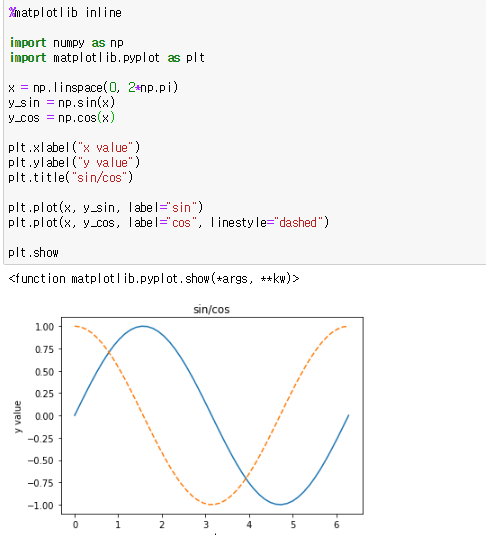 %matplotlib inline
import numpy as np
import matplotlib.pyplot as plt
x = np.linspace(0, 2*np.pi)
y_sin = np.sin(x)
y_cos = np.cos(x)
plt.xlabel("x value")
plt.ylabel("y value")
plt.title("sin/cos")
plt.plot(x, y_sin, label="sin")
plt.plot(x, y_cos, label="cos", linestyle="dashed")
plt.show
<function matplotlib.pyplot.show(*args, **kw)>
sin/cos
1.00
0.75
0.50
0.25
0.00
−0.25
−0.50
−0.75
−1.00
y value
0 1 2 3 4 5 6